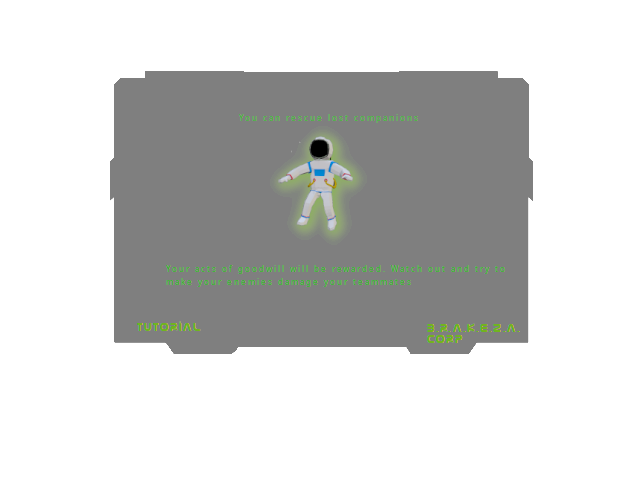 You can rescue lost companions
Your acts of goodwill will be rewarded. Watch out and try to
make your enemies damage your teammates
TUTORIAL
B.R.A.K.E.R.A.
CORP